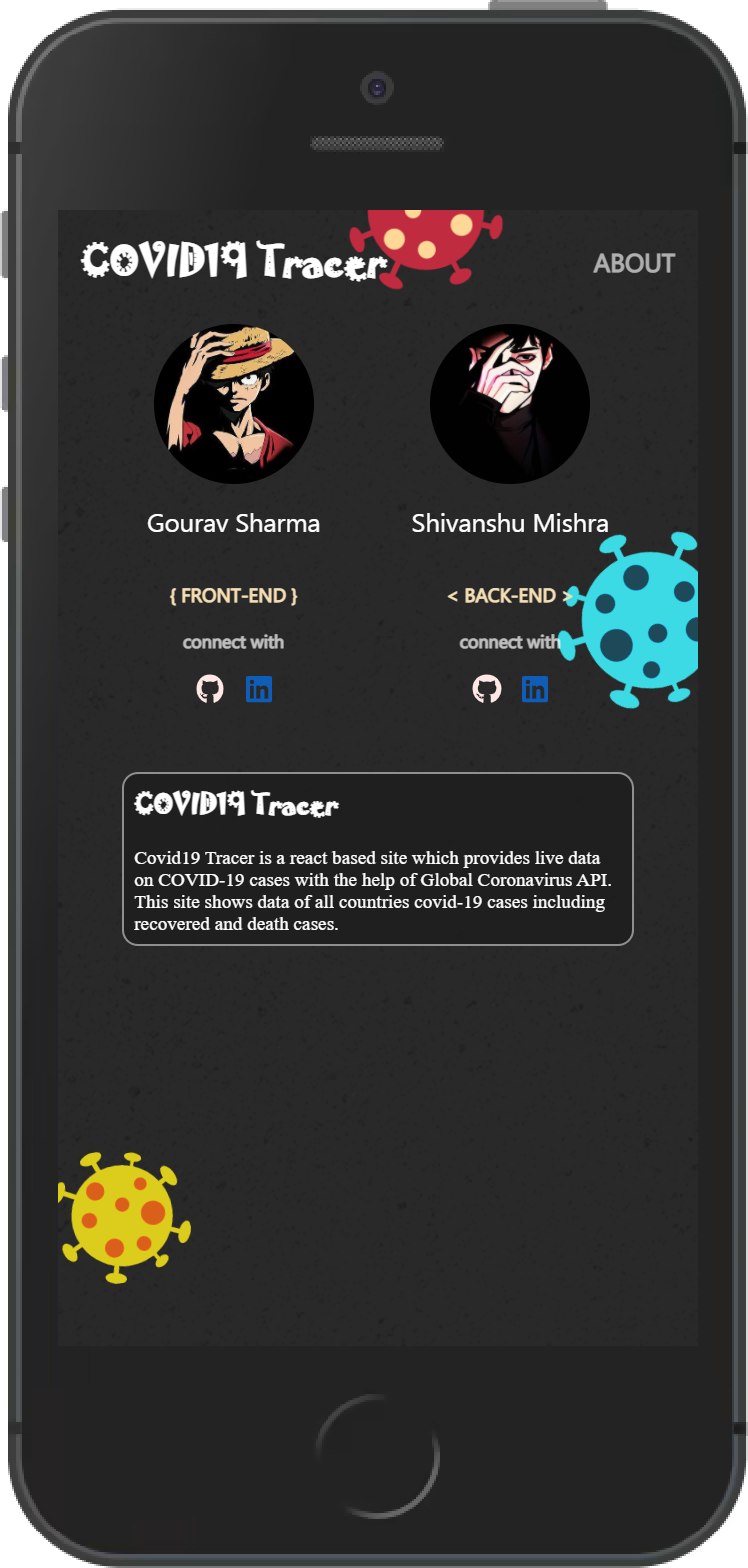 COVID19 Tracer
ABOUT
Gourav Sharma
Shivanshu Mishra
{ FRONT-END }
< BACK-END >
connect with
connect with
in
in
COVID19 Tracer
Covid19 Tracer is a react based site which provides live data
on COVID-19 cases with the help of Global Coronavirus API.
This site shows data of all countries covid-19 cases including
recovered and death cases.